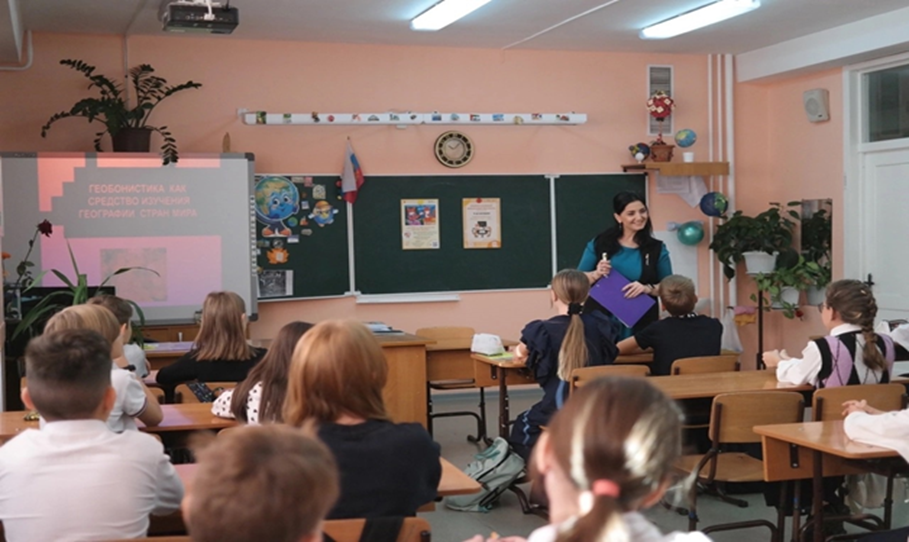 ГЕОБОНИСТИКА КАК
СРЕДСТВО ИЗУЧЕНИЯ
ГЕОГРАФИИ СТРАН МИРА